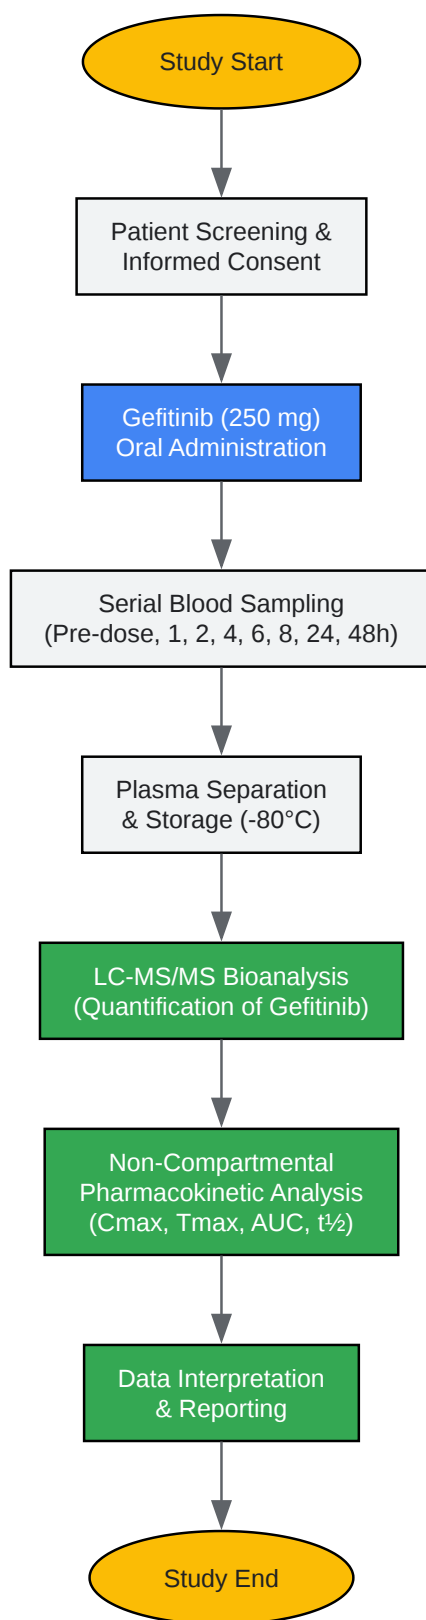 Study Start
Patient Screening &
Informed Consent
Gefitinib (250 mg)
Oral Administration
Serial Blood Sampling
(Pre-dose, 1, 2, 4, 6, 8, 24, 48h)
Plasma Separation
& Storage (-80°C)
LC-MS/MS Bioanalysis
(Quantification of Gefitinib)
Non-Compartmental
Pharmacokinetic Analysis
(Cmax, Tmax, AUC, t½)
Data Interpretation
& Reporting
Study End